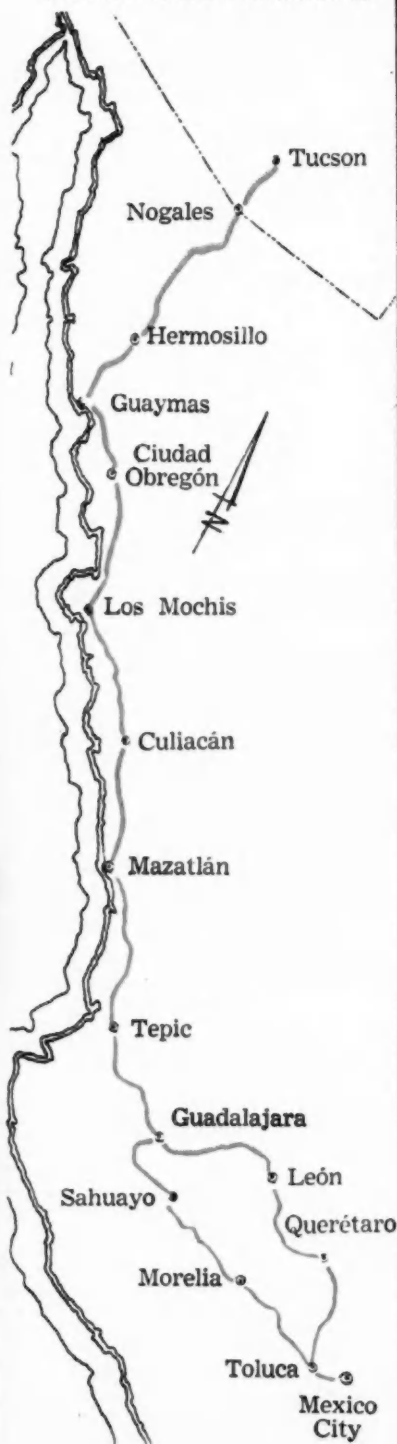 Tucson
Nogales
Hermosillo
Guaymas
Ciudad
Obregón
N
Los Mochis
Culiacán
Mazatlán
Tepic
Guadalajara
León
Sahuayo
Querétaro
Morelia
Toluca
Mexico
City